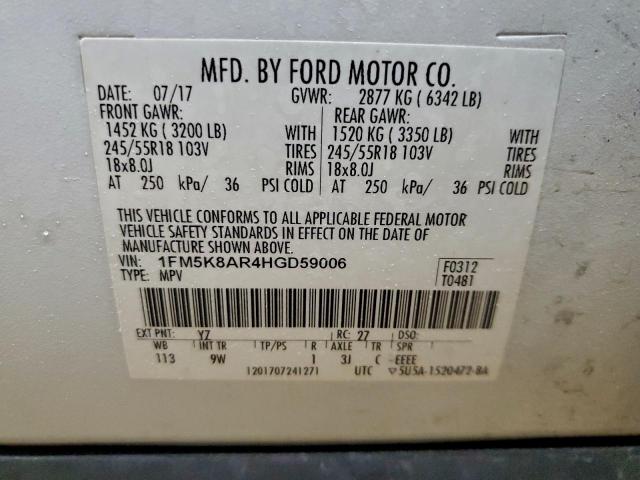 MFD. BY FORD MOTOR CO.
DATE: 07/17 GVWR: 2877 KG ( 6342 LB)
FRONT GAWR: REAR GAWR:
1452 KG ( 3200 LB) WITH 1520 KG ( 3350 LB) WITH
245/55R18 103V TIRES 245/55R18 103V TIRES
18x8.0J RIMS 18x8.0J RIMS
AT 250 kPa/ 36 PSI COLD AT 250 kPa/ 36 PSI COLD
THIS VEHICLE CONFORMS TO ALL APPLICABLE FEDERAL MOTOR
VEHICLE SAFETY STANDARDS IN EFFECT ON THE DATE OF
MANUFACTURE SHOWN ABOVE.
VIN: 1FM5K8AR4HGD59006 F0312
TYPE: MPV T0481
EXT PNT: YZ RC: 27 DSO:
WB INT TR TP/PS R AXLE TR SPR
113 9W 1 3J C EEEE
1201707241271 UTC ▽5U5A-1520472-BA